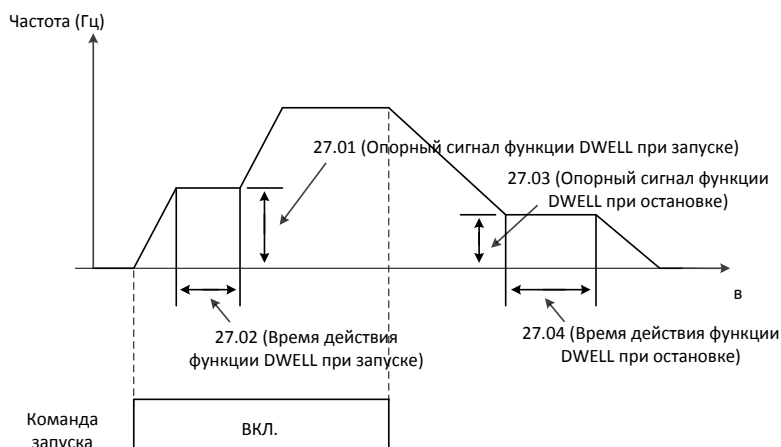 Частота (Гц)
27.01 (Опорный сигнал функции DWELL при запуске)
27.03 (Опорный сигнал функции
DWELL при остановке)
в
27.02 (Время действия
функции DWELL при запуске)
27.04 (Время действия функции
DWELL при остановке)
Команда
запуска
ВКЛ.